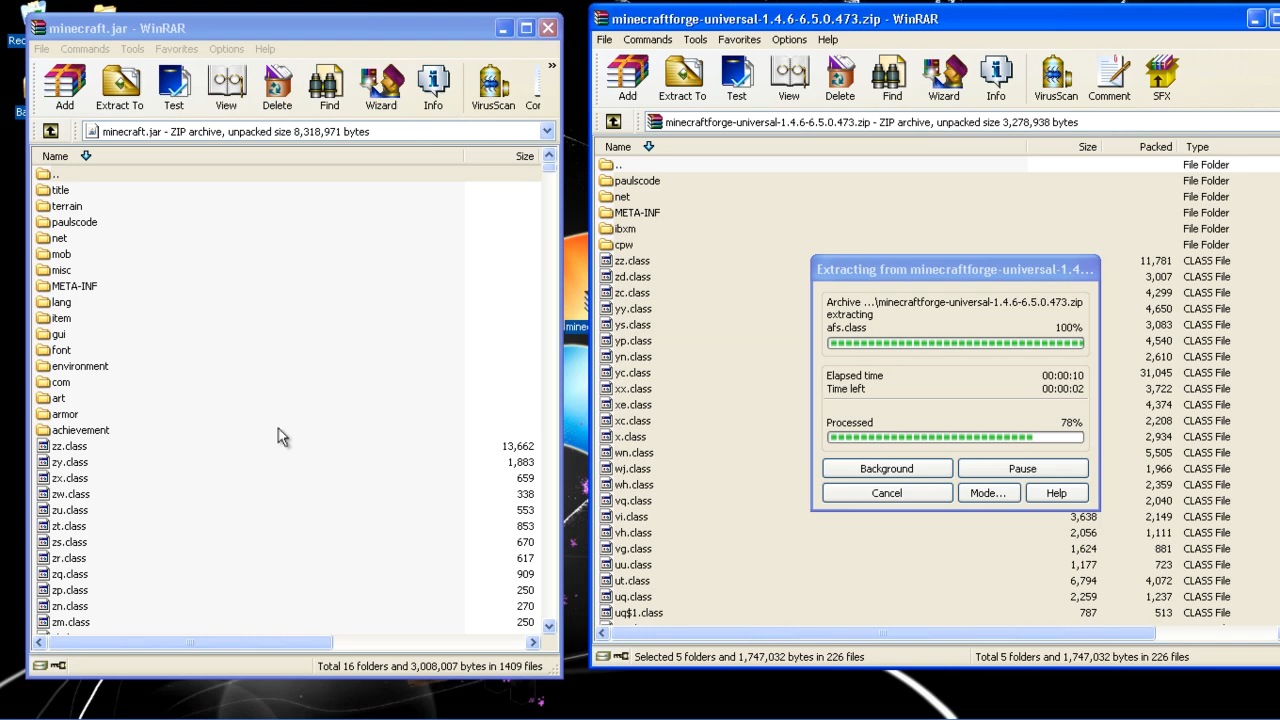 Rec
Ba
minecraft.jar - WinRAR
File Commands Tools Favorites Options Help
Add Extract To Test View Delete Find Wizard Info VirusScan Cor
minecraft.jar - ZIP archive, unpacked size 8,318,971 bytes
Name Size
..
title
terrain
paulscode
net
mob
misc
META-INF
lang
item
gui
font
environment
com
art
armor
achievement
zz.class 13,662
zy.class 1,883
zx.class 659
zw.class 338
zu.class 553
zt.class 853
zs.class 670
zr.class 617
zq.class 909
zp.class 250
zn.class 270
zm.class 250
Total 16 folders and 3,008,007 bytes in 1409 files
mine
minecraftforge-universal-1.4.6-6.5.0.473.zip - WinRAR
File Commands Tools Favorites Options Help
Add Extract To Test View Delete Find Wizard Info VirusScan Comment SFX
minecraftforge-universal-1.4.6-6.5.0.473.zip - ZIP archive, unpacked size 3,278,938 bytes
Name Size Packed Type
.. File Folder
paulscode File Folder
net File Folder
META-INF File Folder
ibxm File Folder
cpw File Folder
zz.class 11,781 CLASS File
zd.class 3,007 CLASS File
zc.class 4,299 CLASS File
yy.class 4,650 CLASS File
ys.class 3,083 CLASS File
yp.class 4,540 CLASS File
yn.class 2,610 CLASS File
yc.class 31,045 CLASS File
xx.class 3,722 CLASS File
xe.class 4,374 CLASS File
xc.class 2,208 CLASS File
x.class 2,934 CLASS File
wn.class 5,505 CLASS File
wj.class 1,966 CLASS File
wh.class 2,359 CLASS File
vq.class 2,040 CLASS File
vi.class 3,638 2,149 CLASS File
vh.class 2,056 1,111 CLASS File
vg.class 1,624 881 CLASS File
uu.class 1,177 723 CLASS File
ut.class 6,794 4,072 CLASS File
uq.class 2,259 1,237 CLASS File
uq$1.class 787 513 CLASS File
Selected 5 folders and 1,747,032 bytes in 226 files Total 5 folders and 1,747,032 bytes in 226 files
Extracting from minecraftforge-universal-1.4...
Archive ...\minecraftforge-universal-1.4.6-6.5.0.473.zip
extracting
afs.class 100%
Elapsed time 00:00:10
Time left 00:00:02
Processed 78%
Background Pause
Cancel Mode... Help